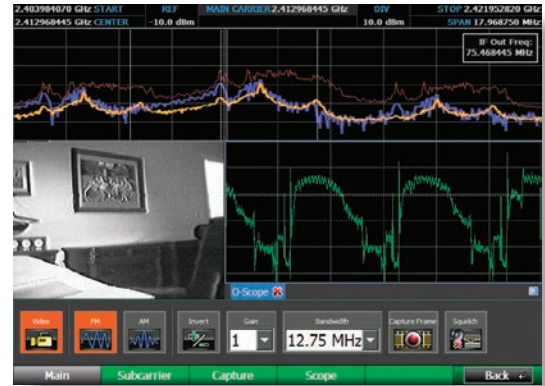 2.403984070 GHz START REF MAIN CARRIER 2.412968445 GHz DIV STOP 2.421952820 GHz
2.412968445 GHz CENTER -10.0 dBm 10.0 dBm SPAN 17.968750 MHz
IF Out Freq:
75.468445 MHz
O-Scope
Video FM AM Invert Gain Bandwidth Capture Frame Squelch
1 12.75 MHz
Main Subcarrier Capture Scope Back